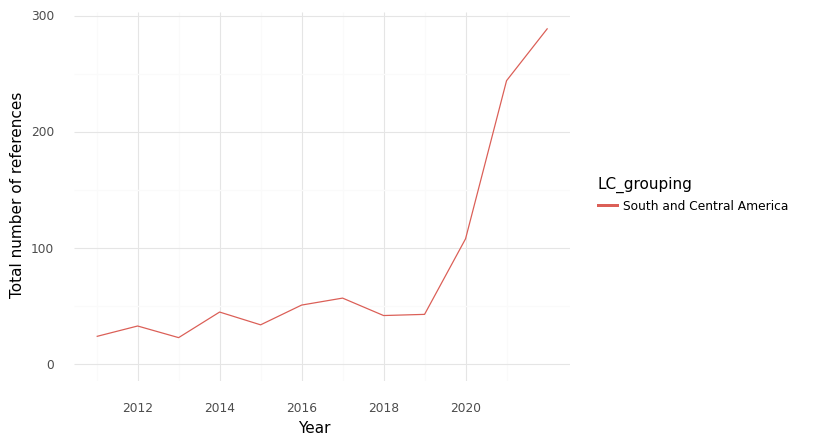 300
200
100
0
Total number of references
2012 2014 2016 2018 2020
Year
LC_grouping
South and Central America